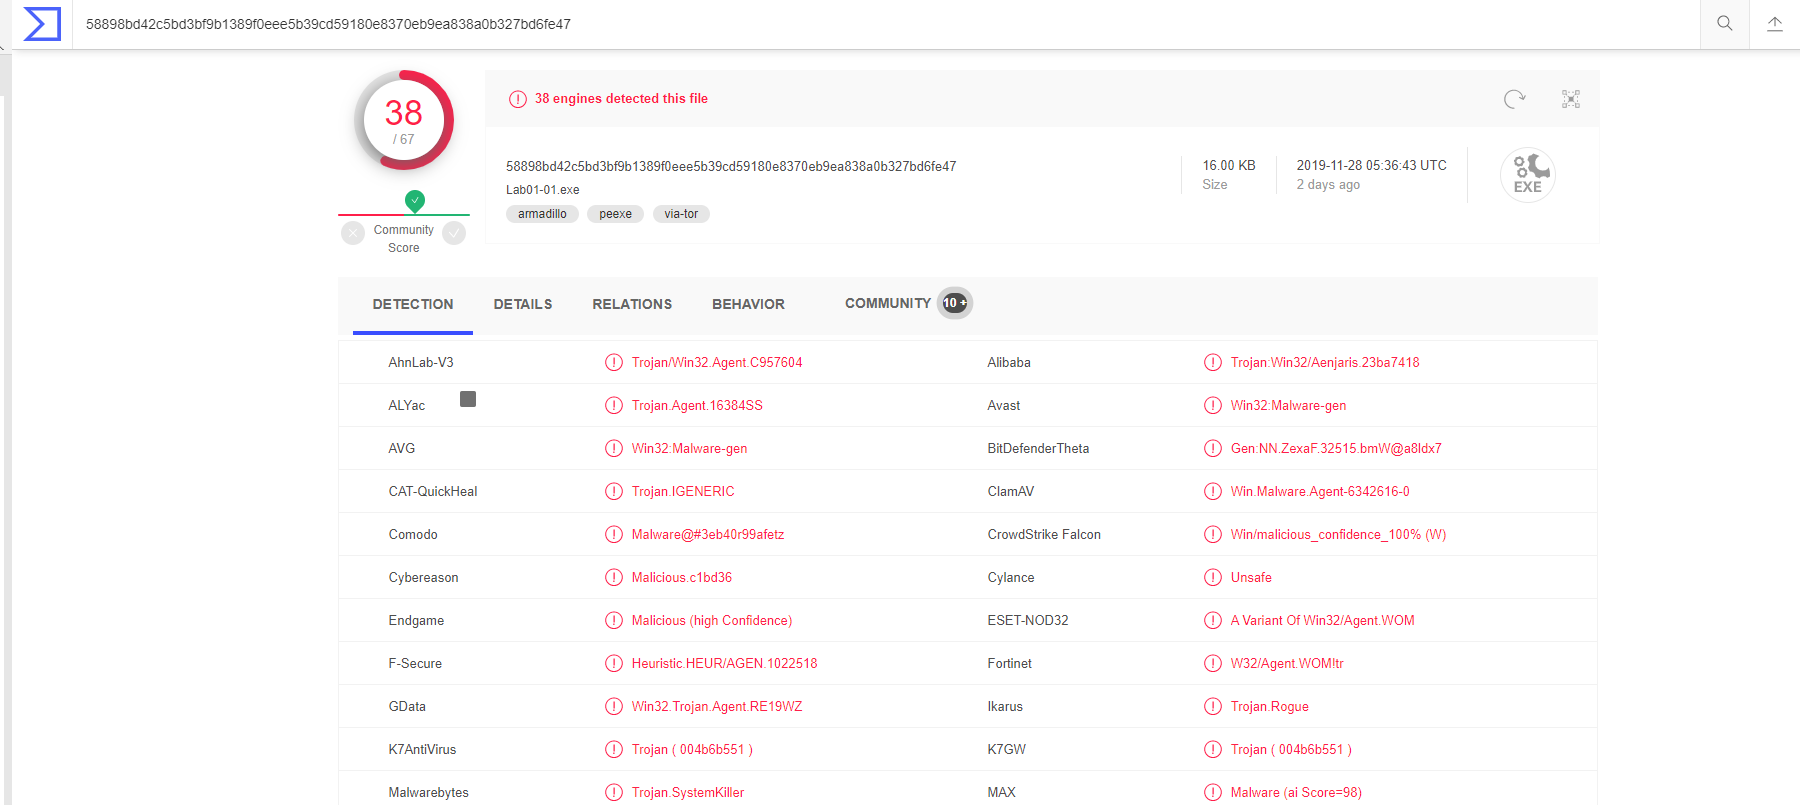 58898bd42c5bd3bf9b1389f0eee5b39cd59180e8370eb9ea838a0b327bd6fe47
38
/ 67
Community
Score
38 engines detected this file
58898bd42c5bd3bf9b1389f0eee5b39cd59180e8370eb9ea838a0b327bd6fe47
Lab01-01.exe
armadillo peexe via-tor
16.00 KB
Size
2019-11-28 05:36:43 UTC
2 days ago
EXE
DETECTION DETAILS RELATIONS BEHAVIOR COMMUNITY 10 +
AhnLab-V3 Trojan/Win32.Agent.C957604 Alibaba Trojan:Win32/Aenjaris.23ba7418
ALYac Trojan.Agent.16384SS Avast Win32:Malware-gen
AVG Win32:Malware-gen BitDefenderTheta Gen:NN.ZexaF.32515.bmW@a8ldx7
CAT-QuickHeal Trojan.IGENERIC ClamAV Win.Malware.Agent-6342616-0
Comodo Malware@#3eb40r99afetz CrowdStrike Falcon Win/malicious_confidence_100% (W)
Cybereason Malicious.c1bd36 Cylance Unsafe
Endgame Malicious (high Confidence) ESET-NOD32 A Variant Of Win32/Agent.WOM
F-Secure Heuristic.HEUR/AGEN.1022518 Fortinet W32/Agent.WOM!tr
GData Win32.Trojan.Agent.RE19WZ Ikarus Trojan.Rogue
K7AntiVirus Trojan ( 004b6b551 ) K7GW Trojan ( 004b6b551 )
Malwarebytes Trojan.SystemKiller MAX Malware (ai Score=98)